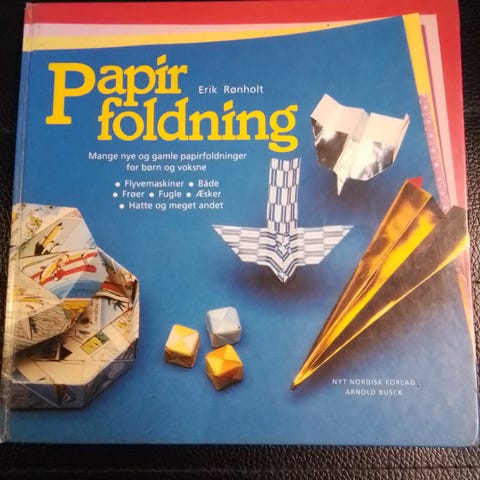 Papir
foldning
Erik Rønholt
Mange nye og gamle papirfoldninger
for børn og voksne
• Flyvemaskiner • Både
• Frøer • Fugle • Æsker
• Hatte og meget andet
NYT NORDISK FORLAG
ARNOLD BUSCK